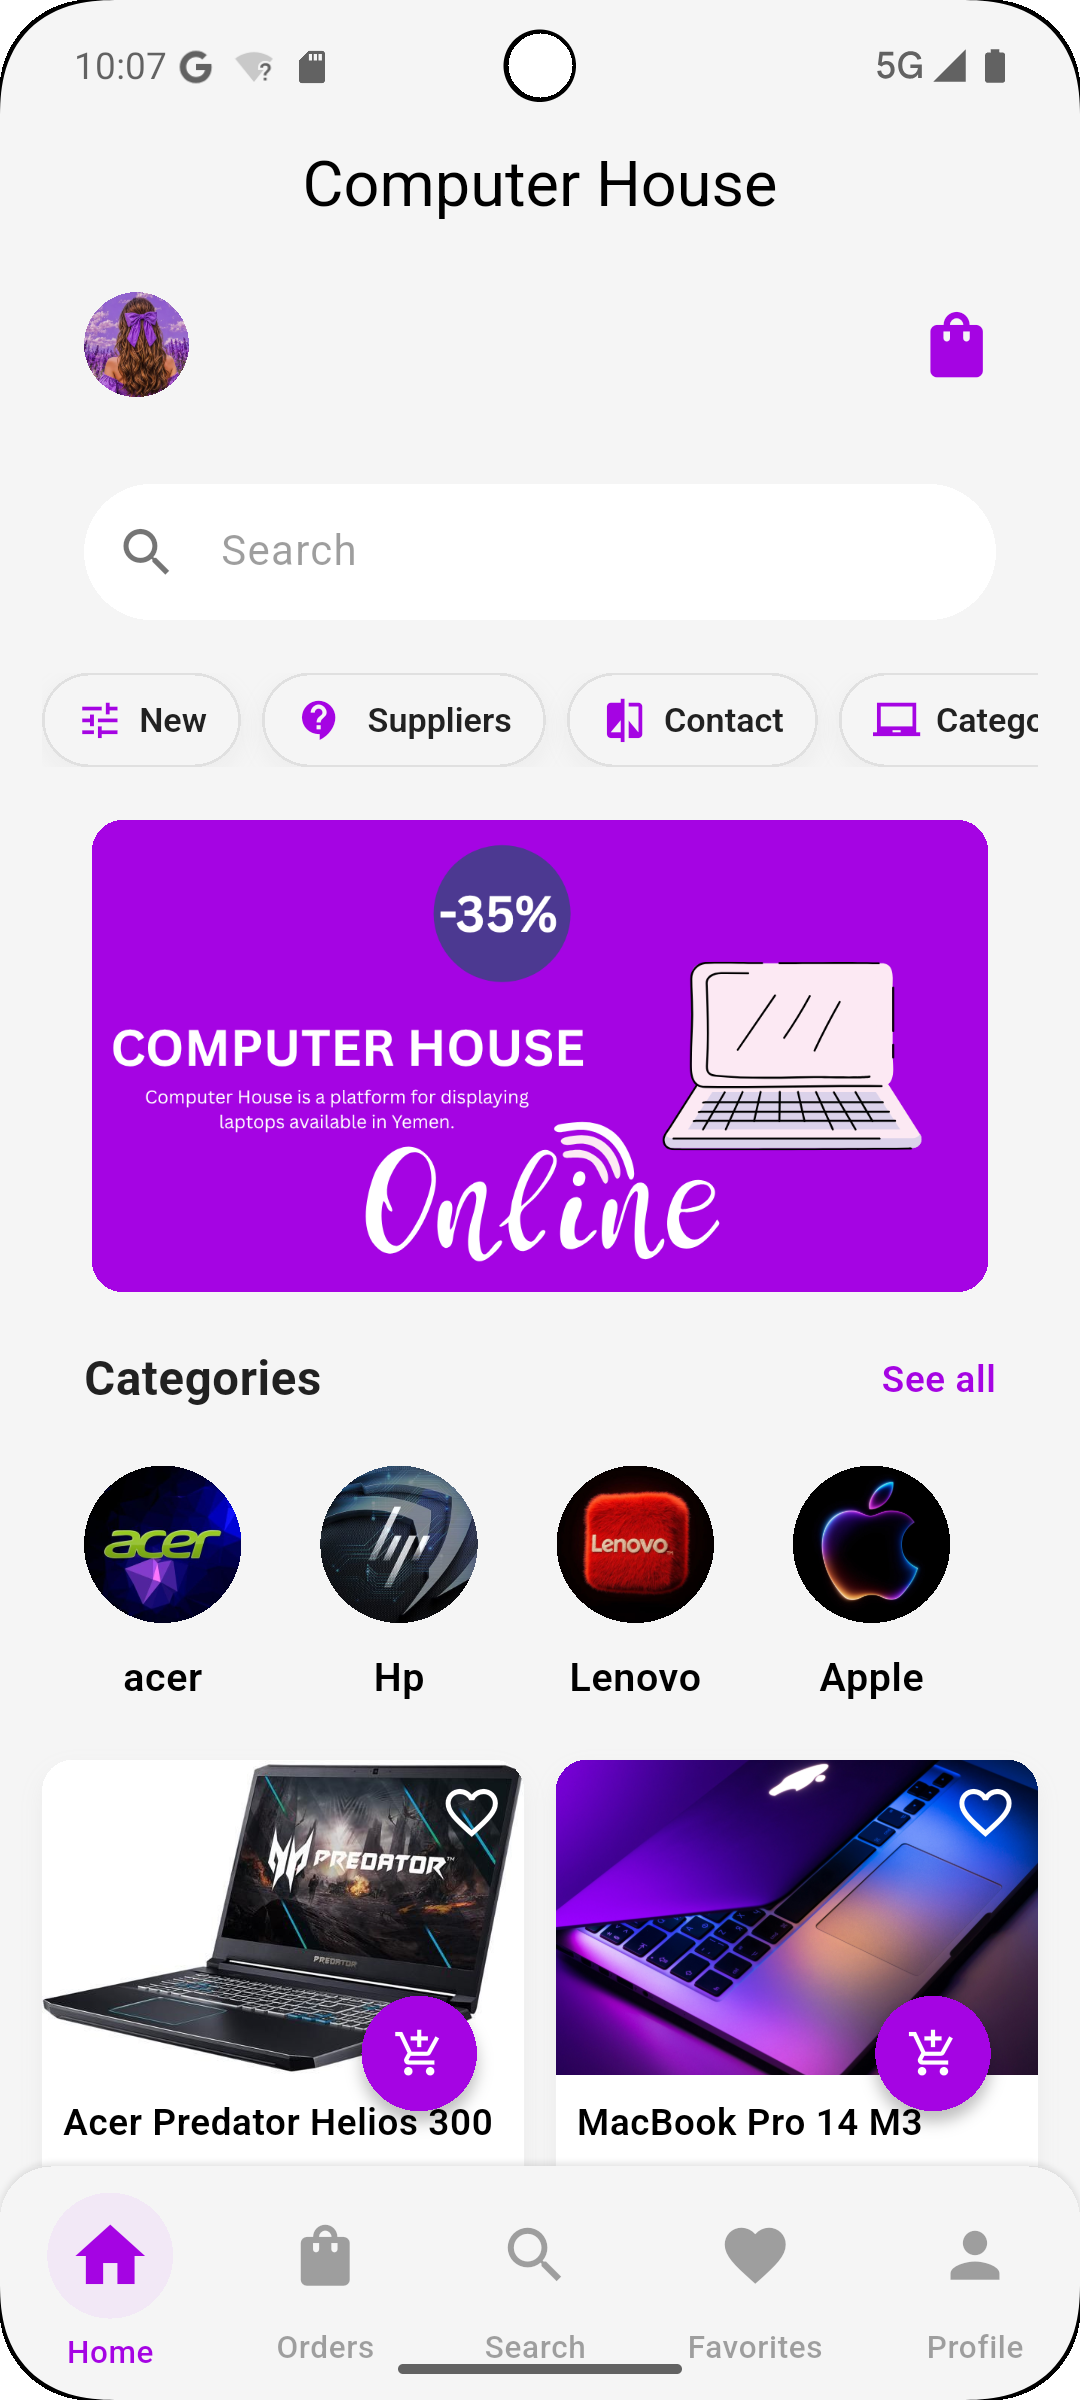 10:07
5G
Computer House
Search
New
Suppliers
Contact
Catego
-35%
COMPUTER HOUSE
Computer House is a platform for displaying
laptops available in Yemen.
Online
Categories
See all
acer
hp
Lenovo
acer
Hp
Lenovo
Apple
PREDATOR
PREDATOR
Acer Predator Helios 300
MacBook Pro 14 M3
Home
Orders
Search
Favorites
Profile